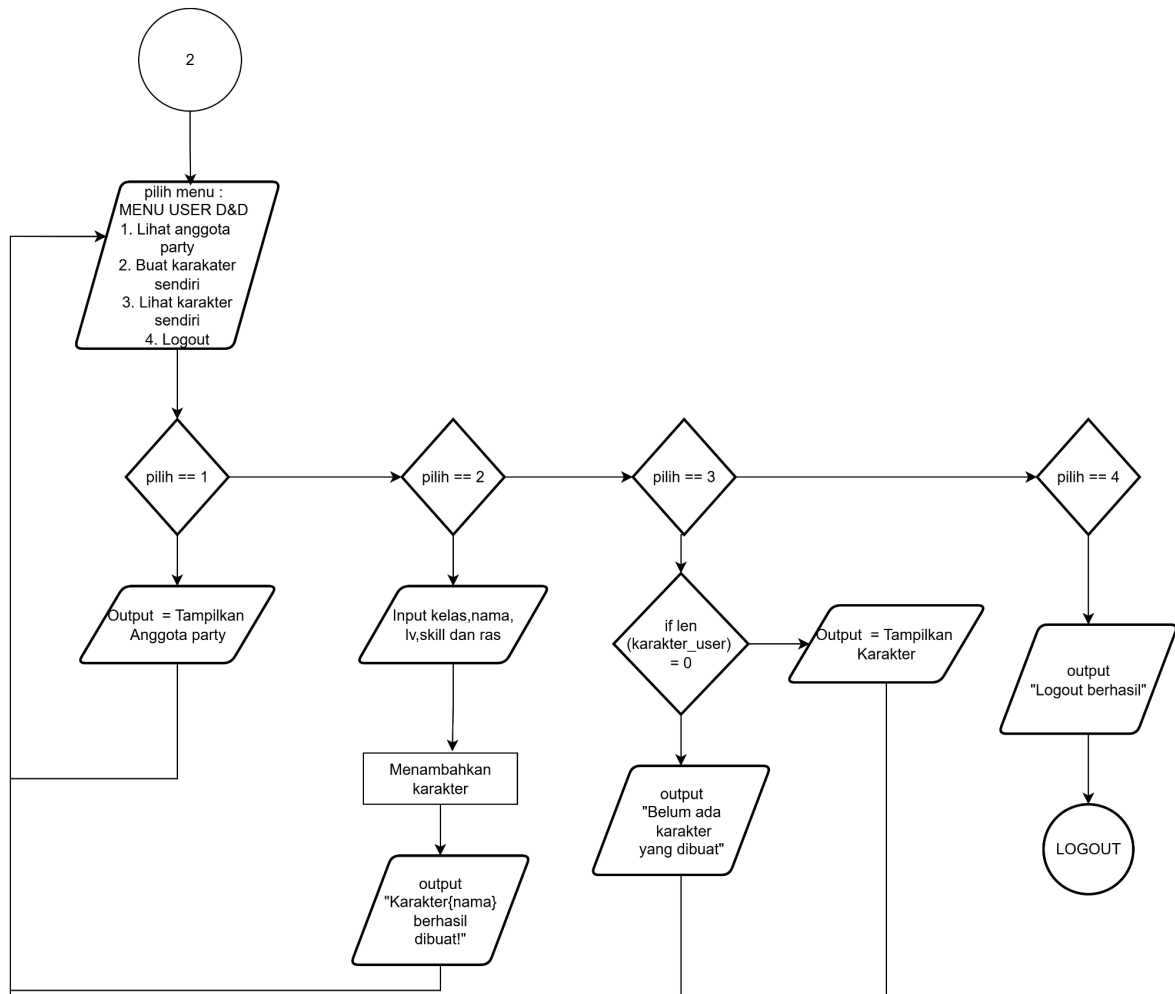 2
pilih menu :
MENU USER D&D
1. Lihat anggota
party
2. Buat karakater
sendiri
3. Lihat karakter
sendiri
4. Logout
pilih == 1
pilih == 2
pilih == 3
pilih == 4
Output = Tampilkan
Anggota party
Input kelas,nama,
lv,skill dan ras
if len
(karakter_user)
= 0
Output = Tampilkan
Karakter
output
"Logout berhasil"
Menambahkan
karakter
output
"Belum ada
karakter
yang dibuat"
LOGOUT
output
"Karakter{nama}
berhasil
dibuat!"